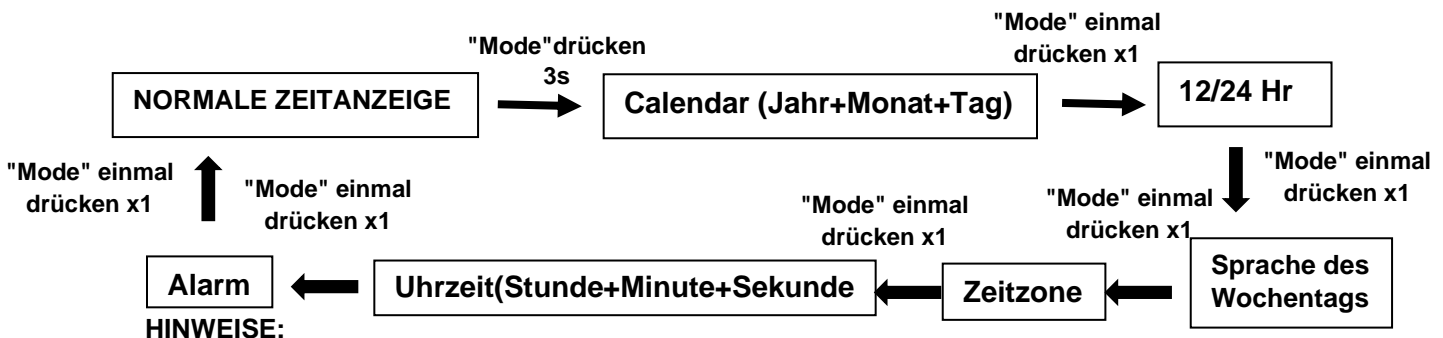 "Mode"drücken
3s
"Mode" einmal
drücken x1
NORMALE ZEITANZEIGE
Calendar (Jahr+Monat+Tag)
12/24 Hr
"Mode" einmal
drücken x1
"Mode" einmal
drücken x1
"Mode" einmal
drücken x1
"Mode" einmal
drücken x1
"Mode" einmal
drücken x1
Alarm
Uhrzeit(Stunde+Minute+Sekunde
Zeitzone
Sprache des
Wochentags
HINWEISE: